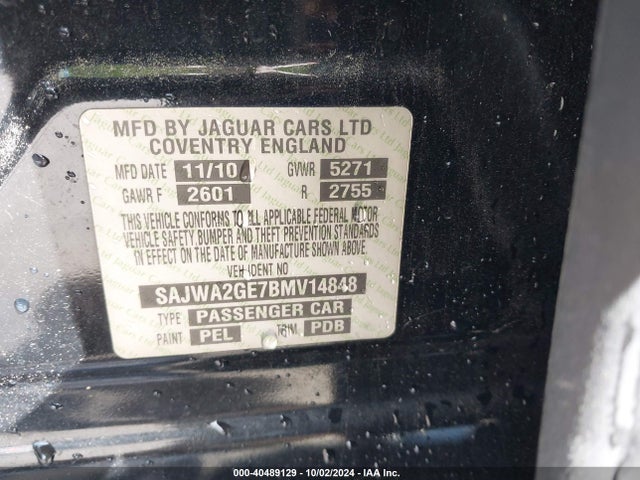 MFD BY JAGUAR CARS LTD
COVENTRY ENGLAND
MFD DATE 11/10 GVWR 5271
GAWR F 2601 R 2755
THIS VEHICLE CONFORMS TO ALL APPLICABLE FEDERAL MOTOR
VEHICLE SAFETY, BUMPER AND THEFT PREVENTION STANDARDS
IN EFFECT ON THE DATE OF MANUFACTURE SHOWN ABOVE.
VEH IDENT NO
SAJWA2GE7BMV14848
TYPE PASSENGER CAR
PAINT PEL TRIM PDB
000-40489129 - 10/02/2024 - IAA Inc.